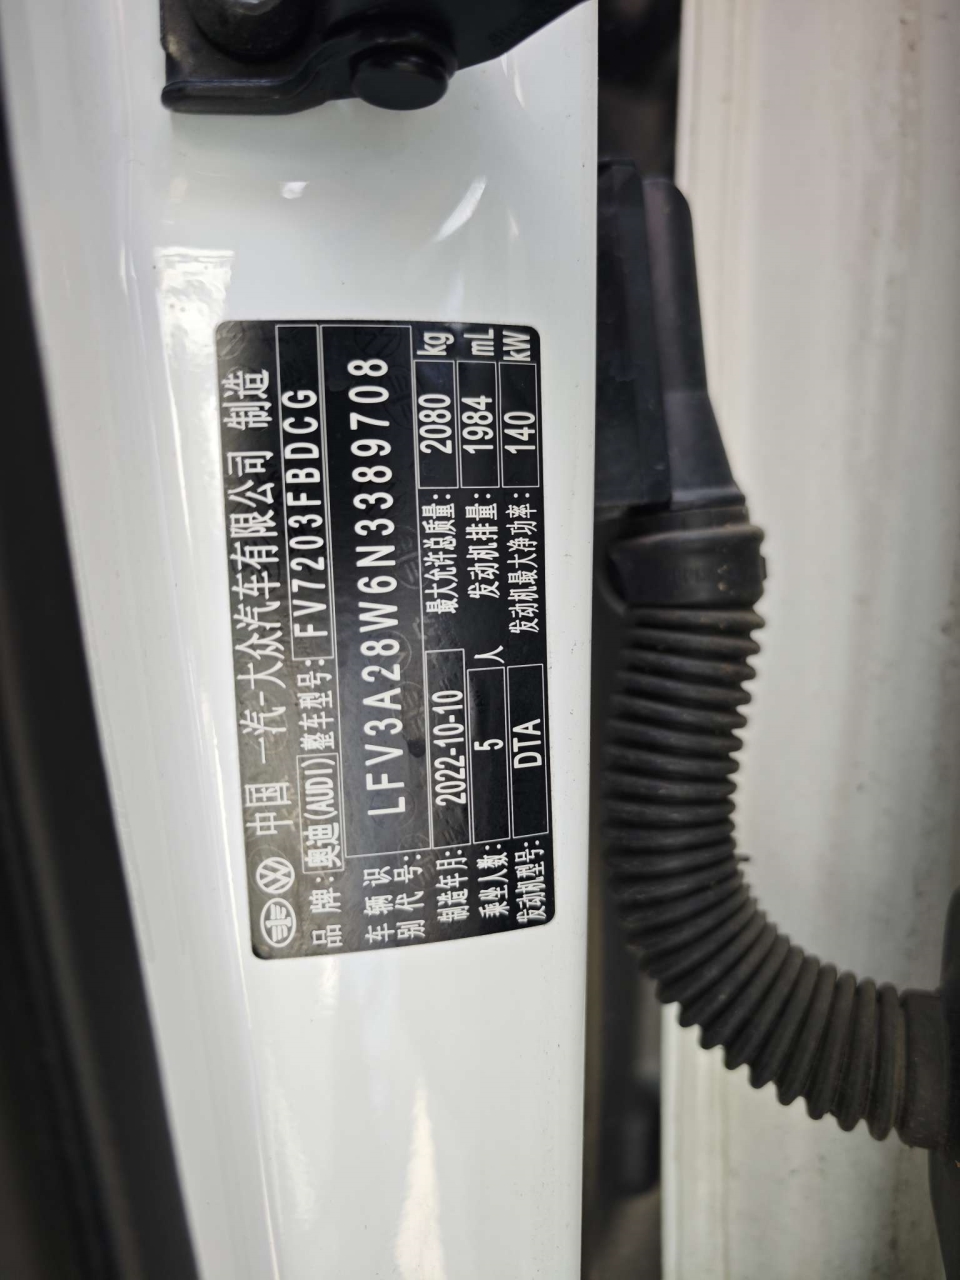 中国 一汽-大众汽车有限公司 制造
品 牌: 奥迪(AUDI) 整车型号: FV7203FBDCG
车辆识别代号: LFV3A28W6N3389708
制造年月: 2022-10-10 最大允许总质量: 2080 kg
乘坐人数: 5 人 发动机排量: 1984 mL
发动机型号: DTA 发动机最大净功率: 140 kW